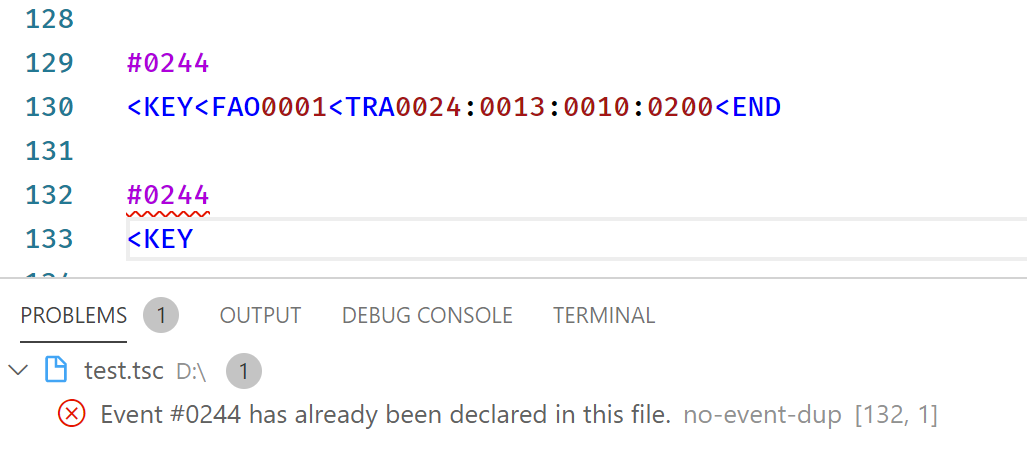 128
129 #0244
130 <KEY<FAO0001<TRA0024:0013:0010:0200<END
131
132 #0244
133 <KEY
PROBLEMS 1 OUTPUT DEBUG CONSOLE TERMINAL
test.tsc D:\ 1
Event #0244 has already been declared in this file. no-event-dup [132, 1]